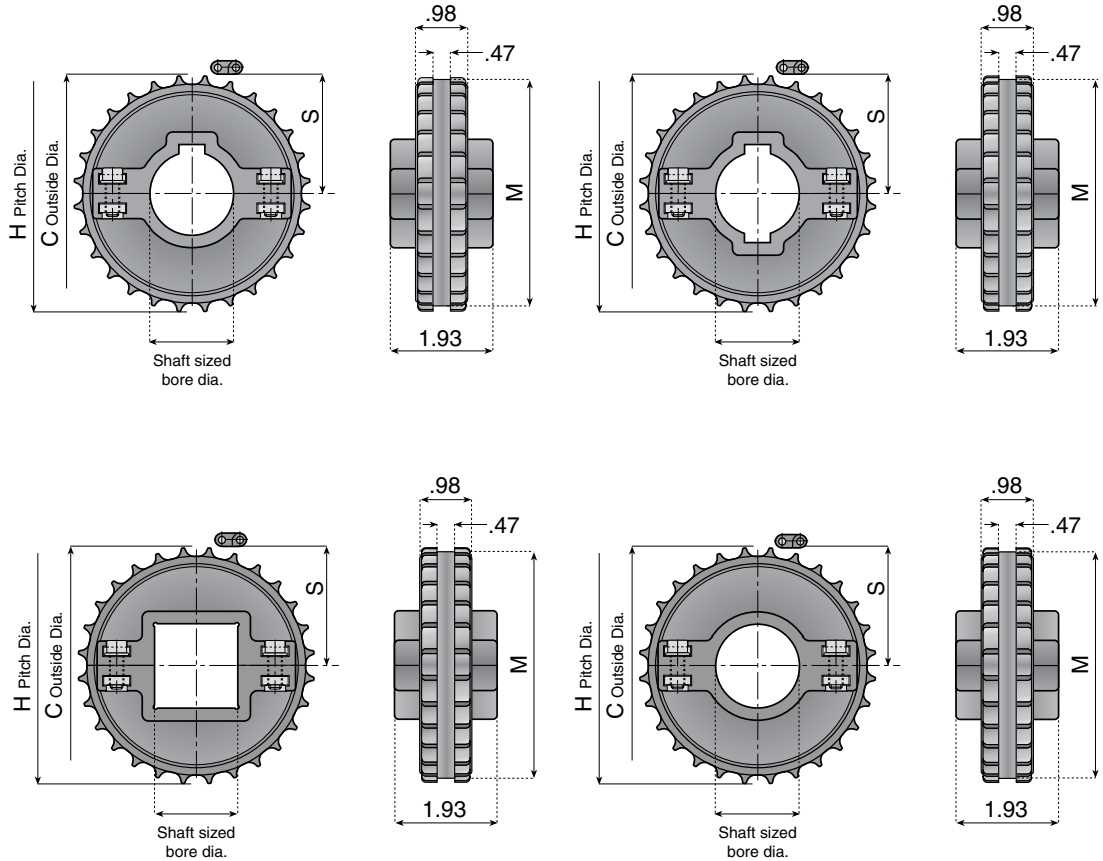 .98
.47
S
H Pitch Dia.
C Outside Dia.
M
1.93
Shaft sized
bore dia.
.98
.47
S
H Pitch Dia.
C Outside Dia.
M
1.93
Shaft sized
bore dia.
.98
.47
S
H Pitch Dia.
C Outside Dia.
M
1.93
Shaft sized
bore dia.
.98
.47
S
H Pitch Dia.
C Outside Dia.
M
1.93
Shaft sized
bore dia.